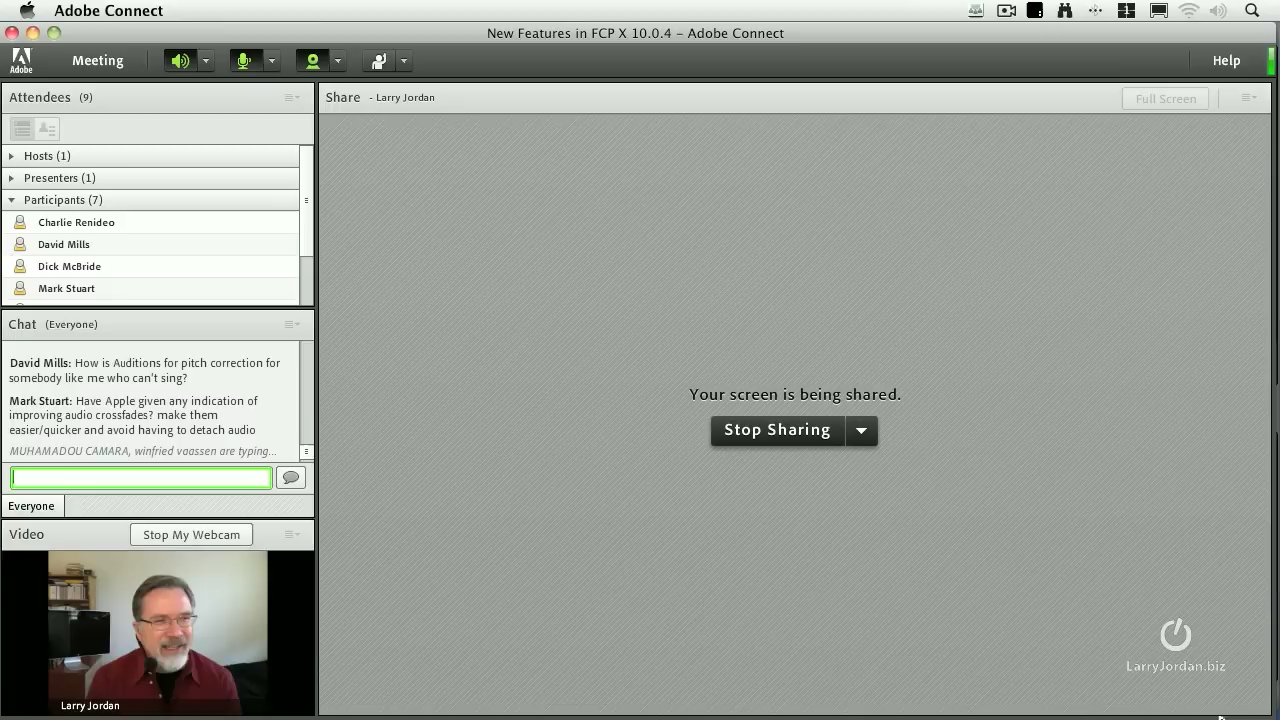 Adobe Connect
New Features in FCP X 10.0.4 – Adobe Connect
Adobe
Meeting
Help
Attendees (9)
Hosts (1)
Presenters (1)
Participants (7)
Charlie Renideo
David Mills
Dick McBride
Mark Stuart
Chat (Everyone)
David Mills: How is Auditions for pitch correction for
somebody like me who can't sing?
Mark Stuart: Have Apple given any indication of
improving audio crossfades? make them
easier/quicker and avoid having to detach audio
MUHAMADOU CAMARA, winfried vaassen are typing...
Everyone
Video
Stop My Webcam
Larry Jordan
Share - Larry Jordan
Full Screen
Your screen is being shared.
Stop Sharing
LarryJordan.biz